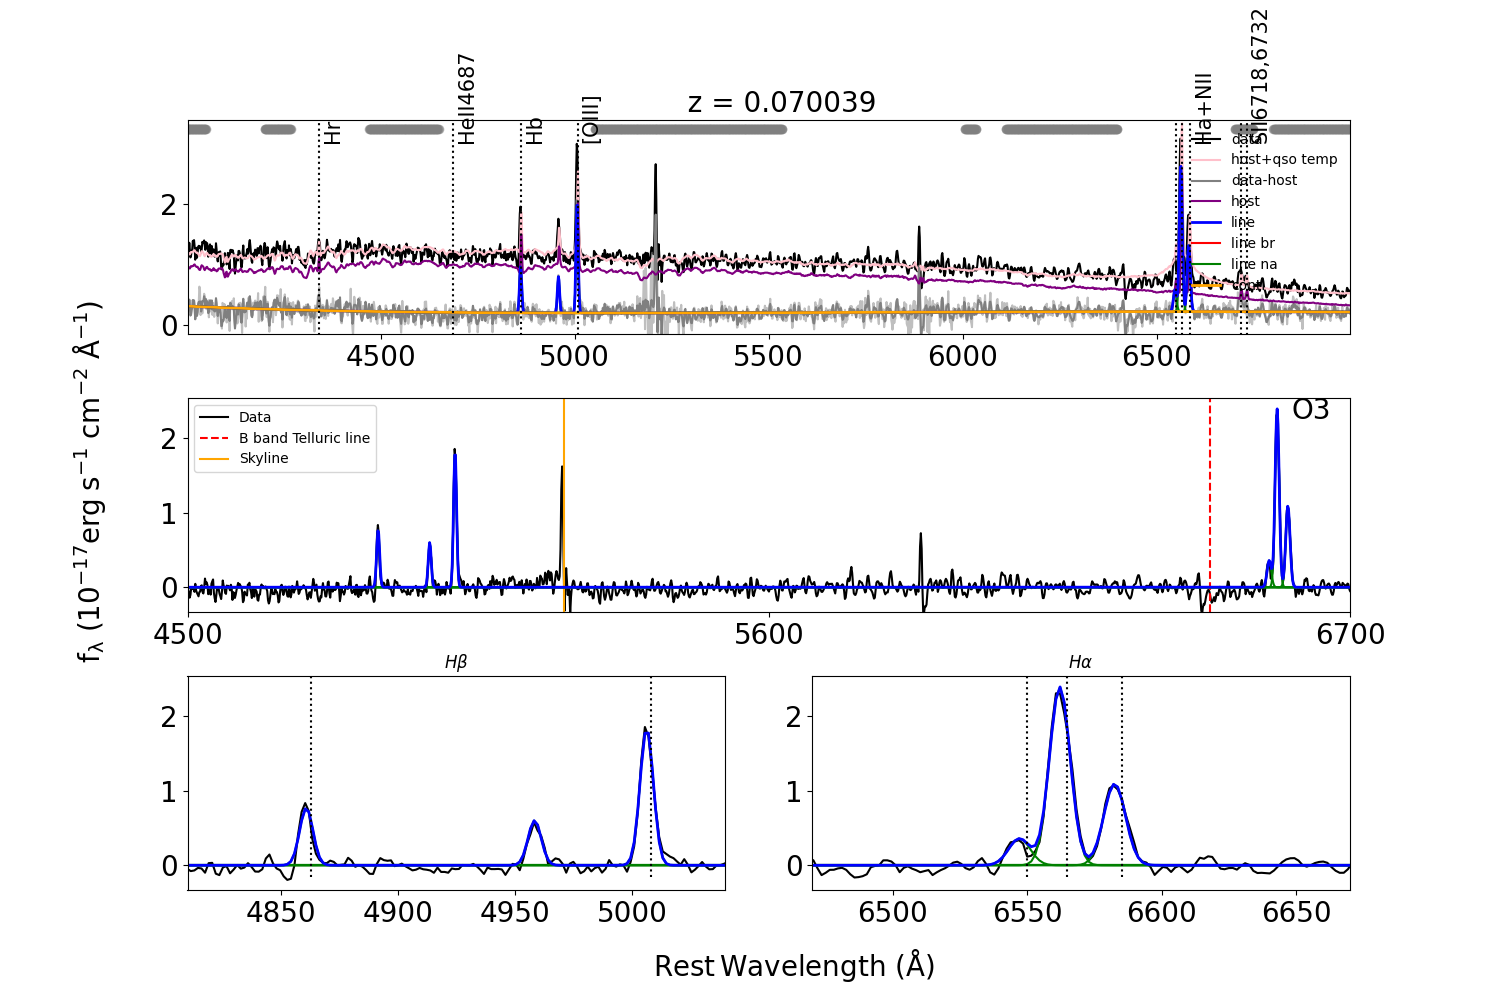 z = 0.070039
Hr
HeII4687
Hb
[OIII]
Ha+NII
SII6718,6732
data
host+qso temp
data-host
host
line
line br
line na
conti
2
0
4500 5000 5500 6000 6500
Data
B band Telluric line
Skyline
O3
2
1
0
4500 5600 6700
fλ (10−17erg s−1 cm−2 Å−1)
Hβ
2
1
0
4850 4900 4950 5000
Hα
2
1
0
6500 6550 6600 6650
Rest Wavelength (Å)